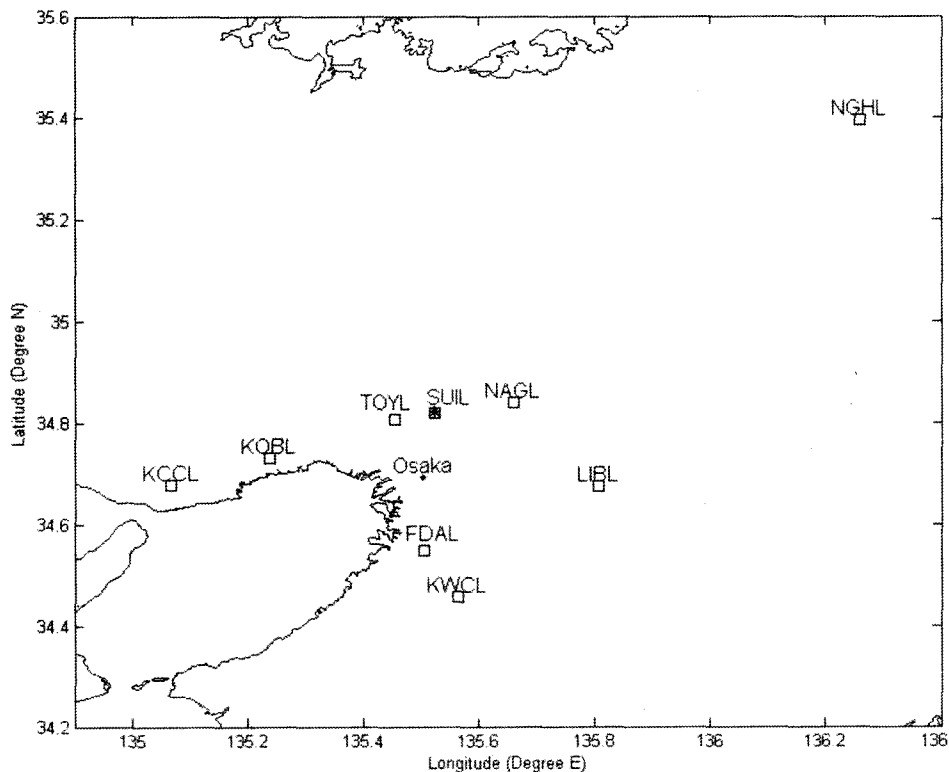 35.6
35.4
35.2
35
34.8
34.6
34.4
34.2
Latitude (Degree N)
NGHL
NAGL
SUIL
TOYL
KOBL
Osaka
KCCL
LIBL
FDAL
KWCL
135
135.2
135.4
135.6
135.8
136
136.2
136
Longitude (Degree E)